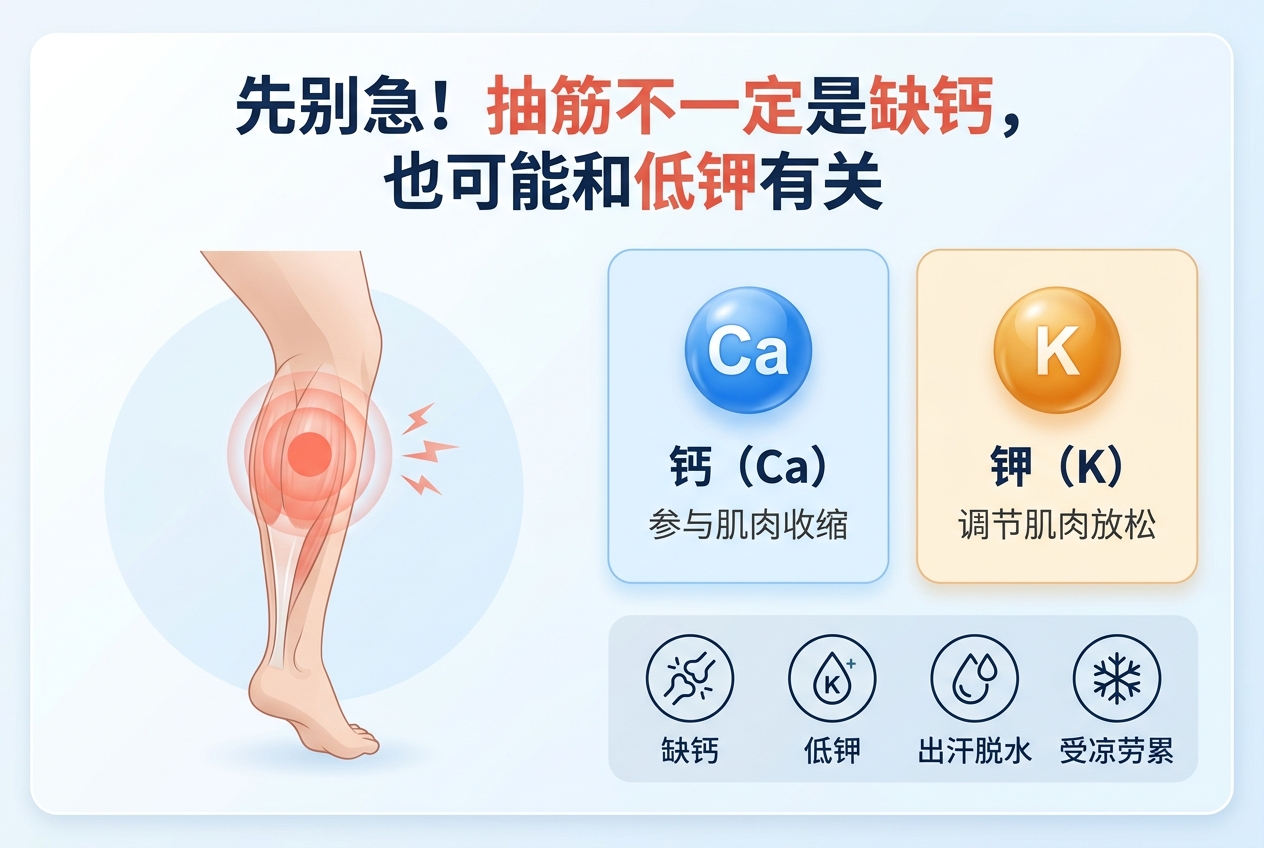 先别急！抽筋不一定是缺钙，
也可能和低钾有关
Ca
钙（Ca）
参与肌肉收缩
K
钾（K）
调节肌肉放松
K+
缺钙
低钾
出汗脱水
受凉劳累